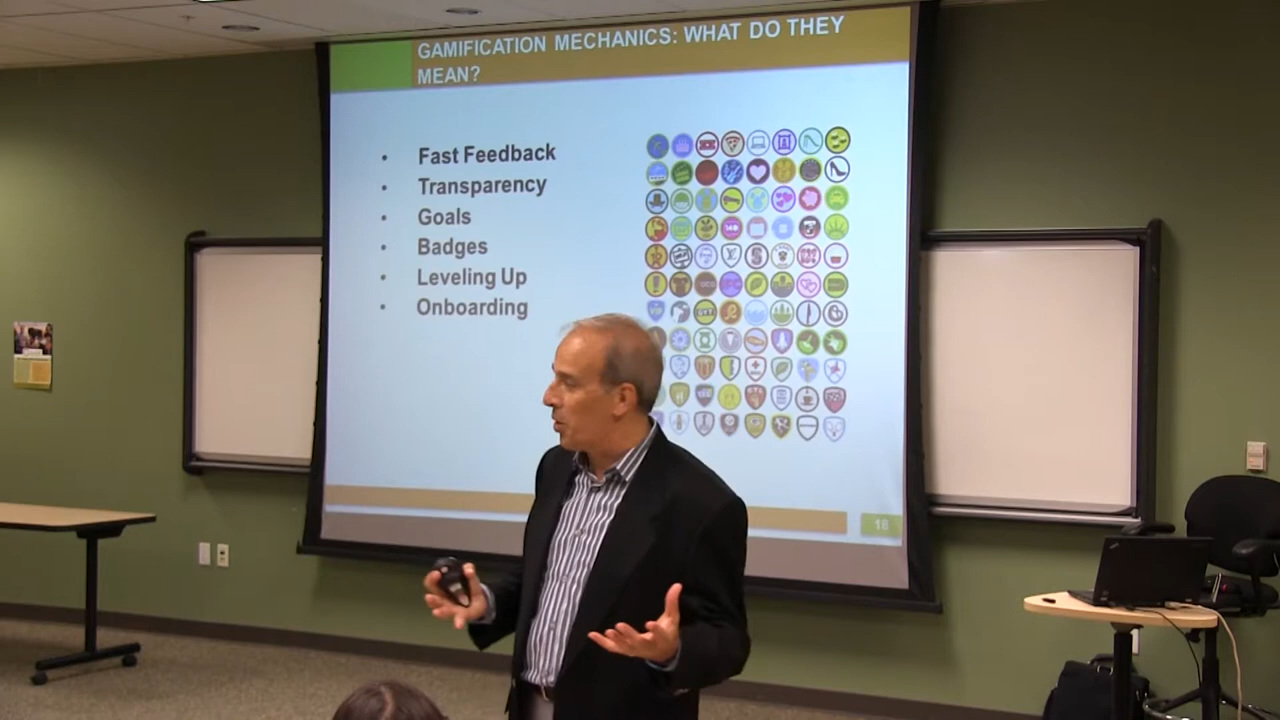 GAMIFICATION MECHANICS: WHAT DO THEY
MEAN?
• Fast Feedback
• Transparency
• Goals
• Badges
• Leveling Up
• Onboarding
18